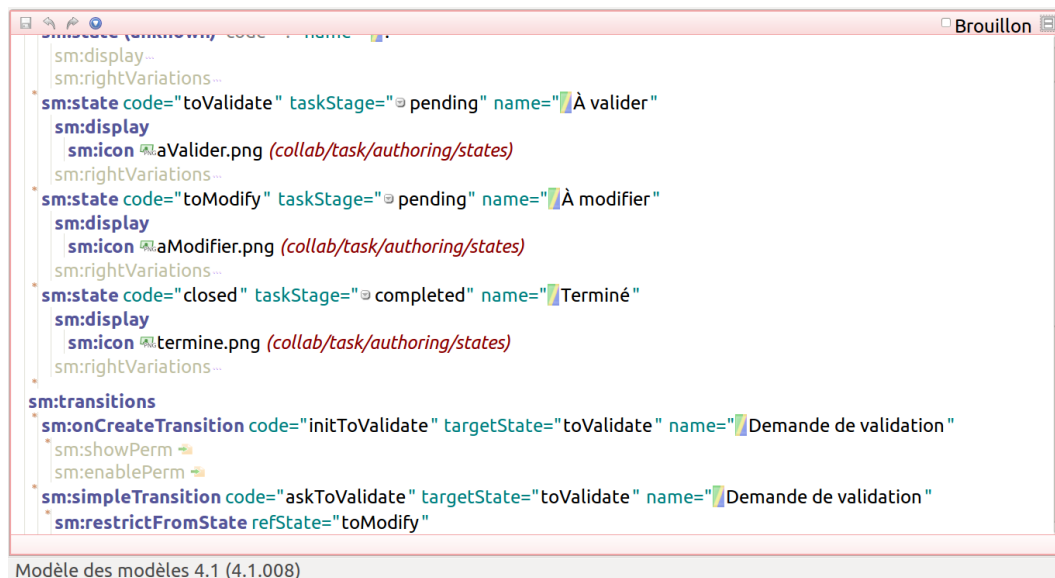 Brouillon
sm:state (unknown) code=" . " name="
sm:display...
sm:rightVariations...
* sm:state code="toValidate" taskStage="pending" name="À valider"
sm:display
sm:icon aValider.png (collab/task/authoring/states)
sm:rightVariations...
* sm:state code="toModify" taskStage="pending" name="À modifier"
sm:display
sm:icon aModifier.png (collab/task/authoring/states)
sm:rightVariations...
* sm:state code="closed" taskStage="completed" name="Terminé"
sm:display
sm:icon termine.png (collab/task/authoring/states)
sm:rightVariations...
*
sm:transitions
sm:onCreateTransition code="initToValidate" targetState="toValidate" name="Demande de validation"
* sm:showPerm
sm:enablePerm
* sm:simpleTransition code="askToValidate" targetState="toValidate" name="Demande de validation"
* sm:restrictFromState refState="toModify"
Modèle des modèles 4.1 (4.1.008)